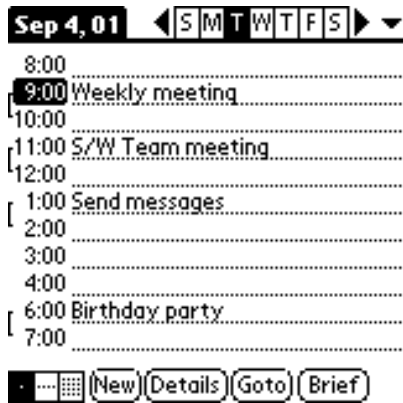 Sep 4, 01 S M T W T F S
8:00
9:00 Weekly meeting
10:00
11:00 S/W Team meeting
12:00
1:00 Send messages
2:00
3:00
4:00
6:00 Birthday party
7:00
New Details Goto Brief